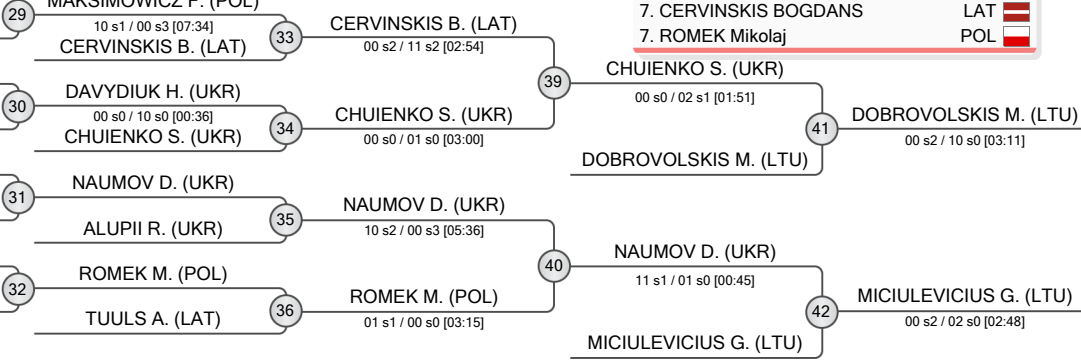 29
MAKSIMOWICZ P. (POL)
10 s1 / 00 s3 [07:34]
CERVINSKIS B. (LAT)
33
CERVINSKIS B. (LAT)
00 s2 / 11 s2 [02:54]
7. CERVINSKIS BOGDANS LAT
7. ROMEK Mikolaj POL
30
DAVYDIUK H. (UKR)
00 s0 / 10 s0 [00:36]
CHUIENKO S. (UKR)
34
CHUIENKO S. (UKR)
00 s0 / 01 s0 [03:00]
39
CHUIENKO S. (UKR)
00 s0 / 02 s1 [01:51]
DOBROVOLSKIS M. (LTU)
41
DOBROVOLSKIS M. (LTU)
00 s2 / 10 s0 [03:11]
31
NAUMOV D. (UKR)
ALUPII R. (UKR)
35
NAUMOV D. (UKR)
10 s2 / 00 s3 [05:36]
32
ROMEK M. (POL)
TUULS A. (LAT)
36
ROMEK M. (POL)
01 s1 / 00 s0 [03:15]
40
NAUMOV D. (UKR)
11 s1 / 01 s0 [00:45]
MICIULEVICIUS G. (LTU)
42
MICIULEVICIUS G. (LTU)
00 s2 / 02 s0 [02:48]